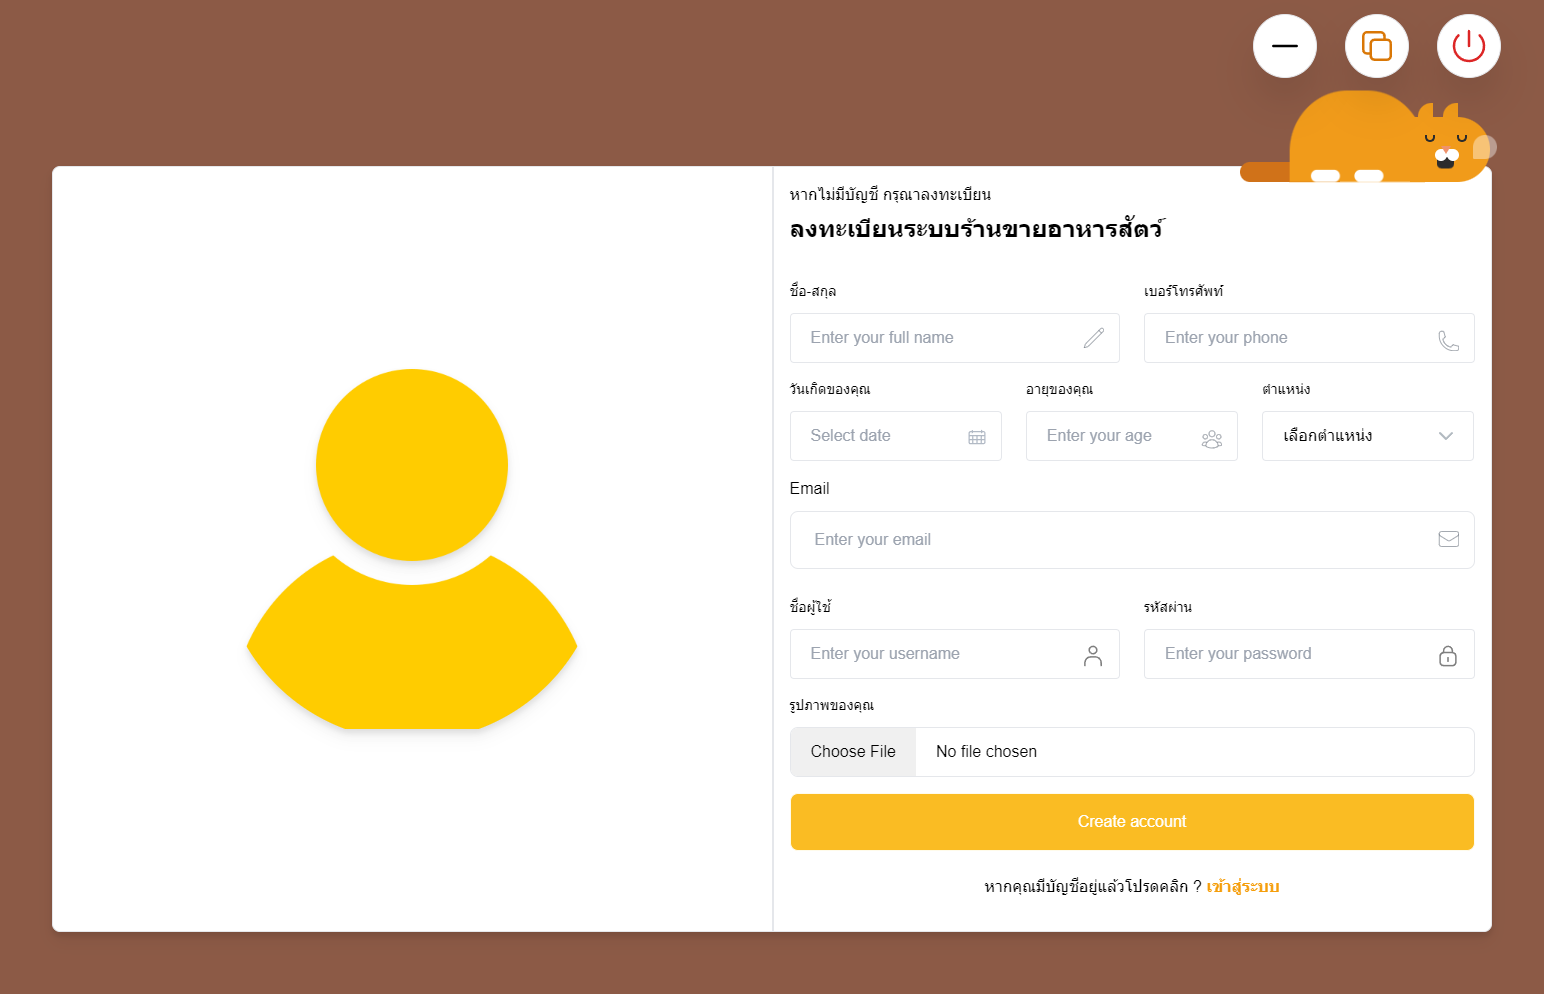 หากไม่มีบัญชี กรุณาลงทะเบียน
ลงทะเบียนระบบร้านขายอาหารสัตว์
ชื่อ-สกุล
เบอร์โทรศัพท์
Enter your full name
Enter your phone
วันเกิดของคุณ
อายุของคุณ
ตำแหน่ง
Select date
Enter your age
เลือกตำแหน่ง
Email
Enter your email
ชื่อผู้ใช้
รหัสผ่าน
Enter your username
Enter your password
รูปภาพของคุณ
Choose File
No file chosen
Create account
หากคุณมีบัญชีอยู่แล้วโปรดคลิก ? เข้าสู่ระบบ